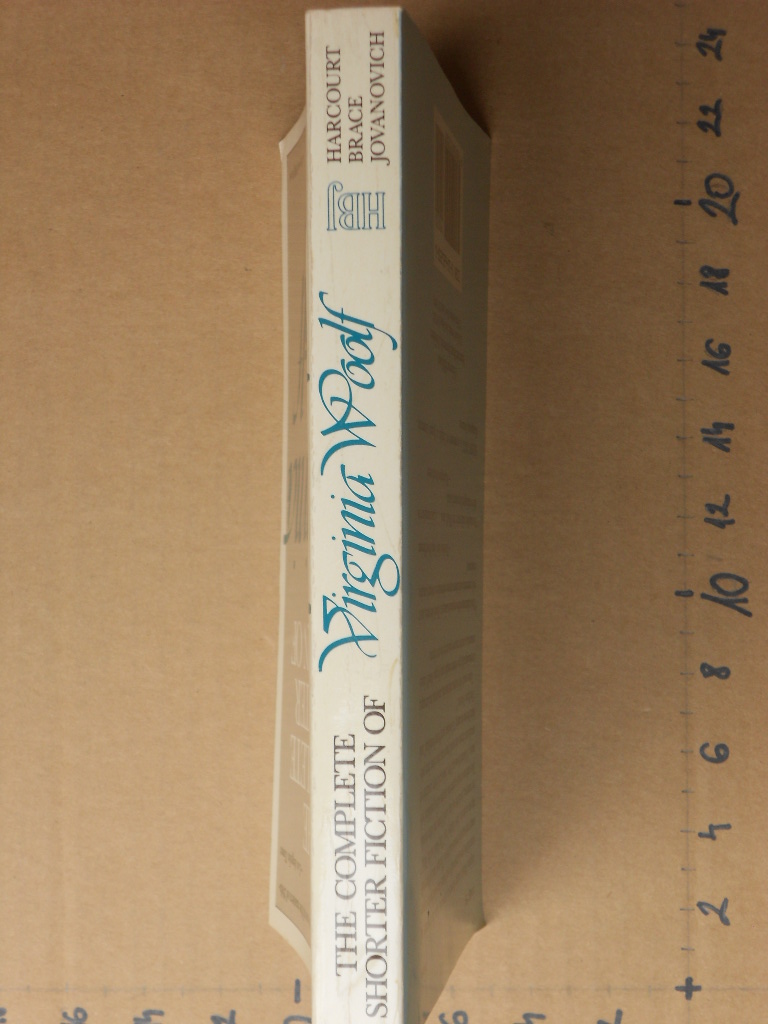 THE COMPLETE
SHORTER FICTION OF
Virginia Woolf
HBJ
HARCOURT
BRACE
JOVANOVICH
24
22
20
18
16
14
12
10
8
6
4
2